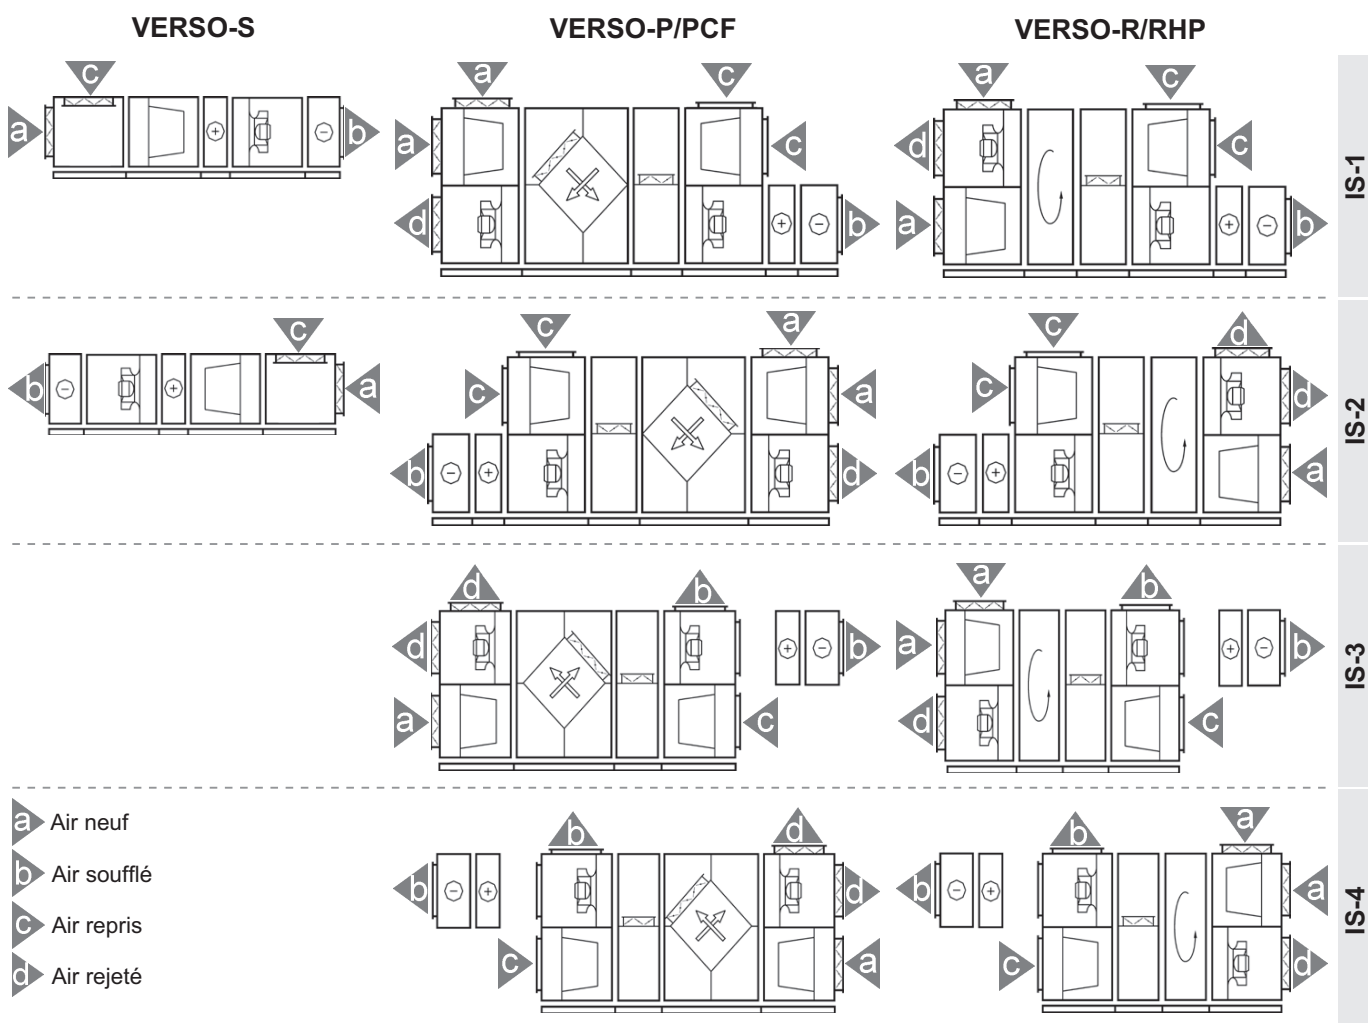 VERSO-S VERSO-P/PCF VERSO-R/RHP
c a c a c
a b a c d c
d b a b
IS-1
c c a c d
b a c a c d
b d b a
IS-2
d b a b
d b a b
a c d c
IS-3
a Air neuf
b Air soufflé
c Air repris
d Air rejeté
b d b a
b d b a
c a c d
IS-4